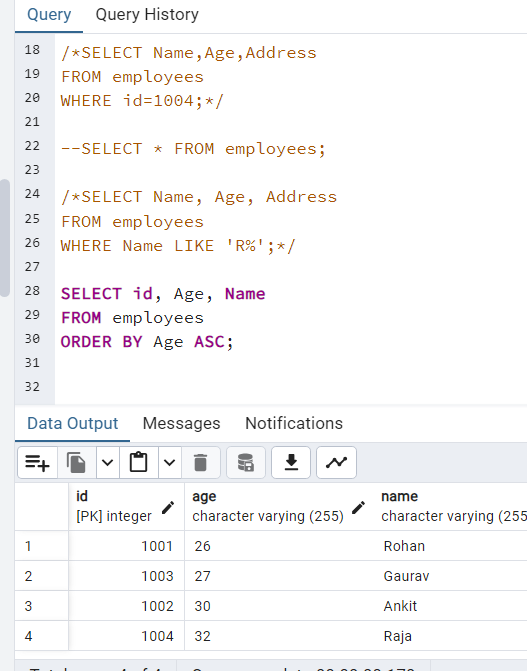 Query Query History
18 /*SELECT Name,Age,Address
19 FROM employees
20 WHERE id=1004;*/
21
22 --SELECT * FROM employees;
23
24 /*SELECT Name, Age, Address
25 FROM employees
26 WHERE Name LIKE 'R%';*/
27
28 SELECT id, Age, Name
29 FROM employees
30 ORDER BY Age ASC;
31
32
Data Output Messages Notifications
id age name
[PK] integer character varying (255) character varying (255
1 1001 26 Rohan
2 1003 27 Gaurav
3 1002 30 Ankit
4 1004 32 Raja